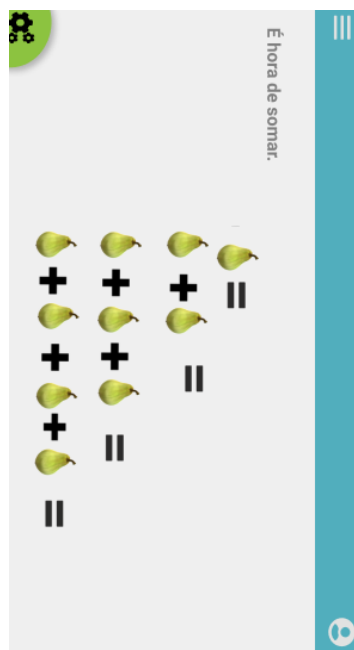 É hora de somar.
=
+ =
+ + =
+ + + =